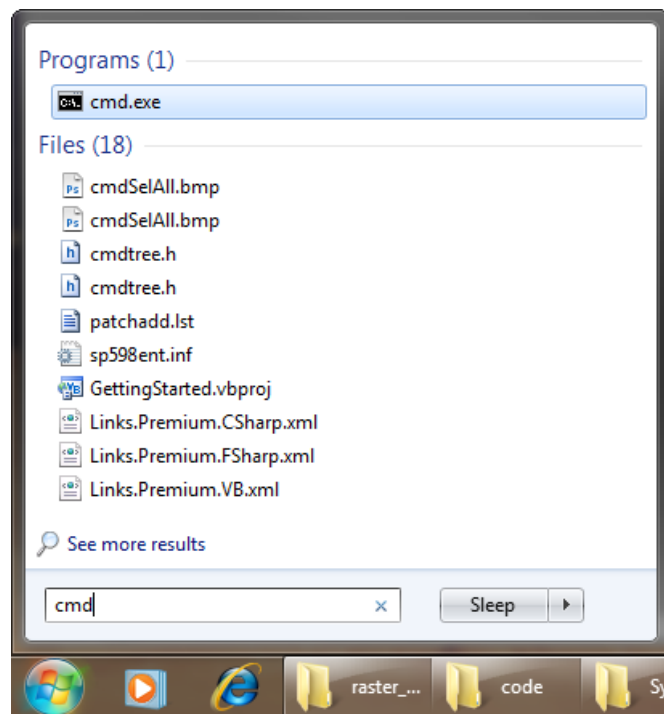 Programs (1)
cmd.exe
Files (18)
cmdSelAll.bmp
cmdSelAll.bmp
cmdtree.h
cmdtree.h
patchadd.lst
sp598ent.inf
GettingStarted.vbproj
Links.Premium.CSharp.xml
Links.Premium.FSharp.xml
Links.Premium.VB.xml
See more results
cmd
Sleep
raster_... code Sy